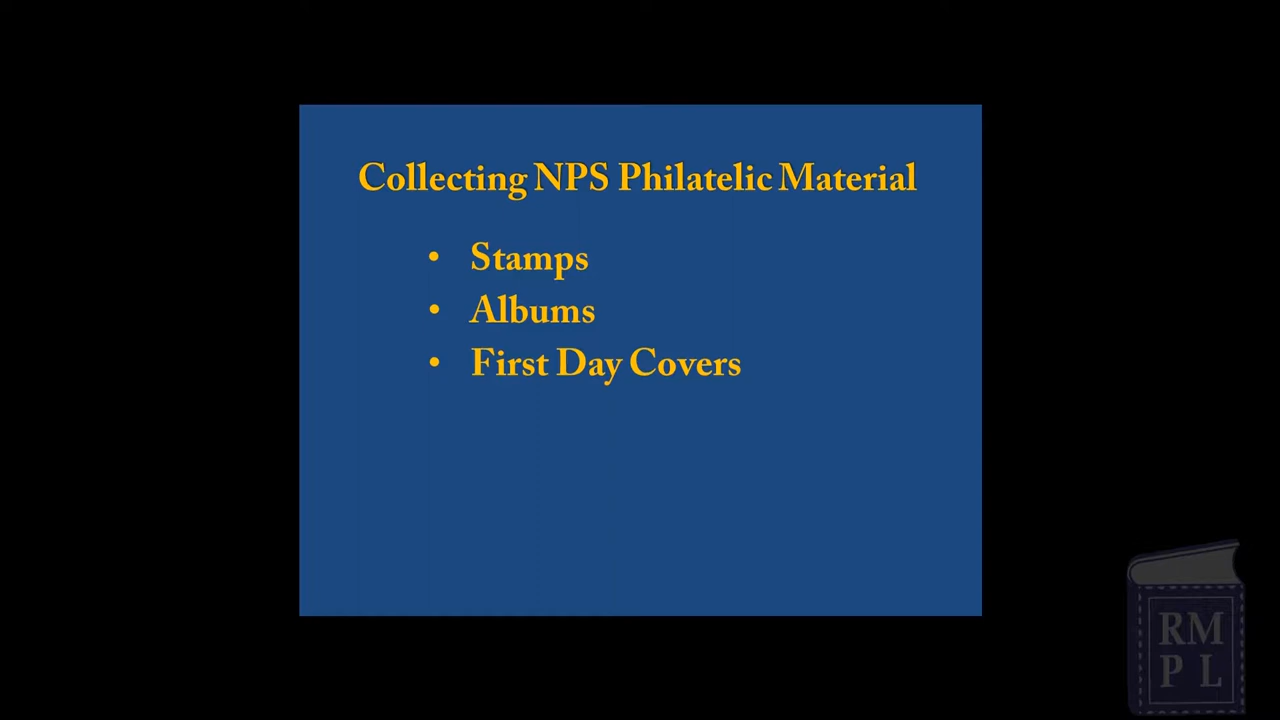 Collecting NPS Philatelic Material
• Stamps
• Albums
• First Day Covers
RM
P L